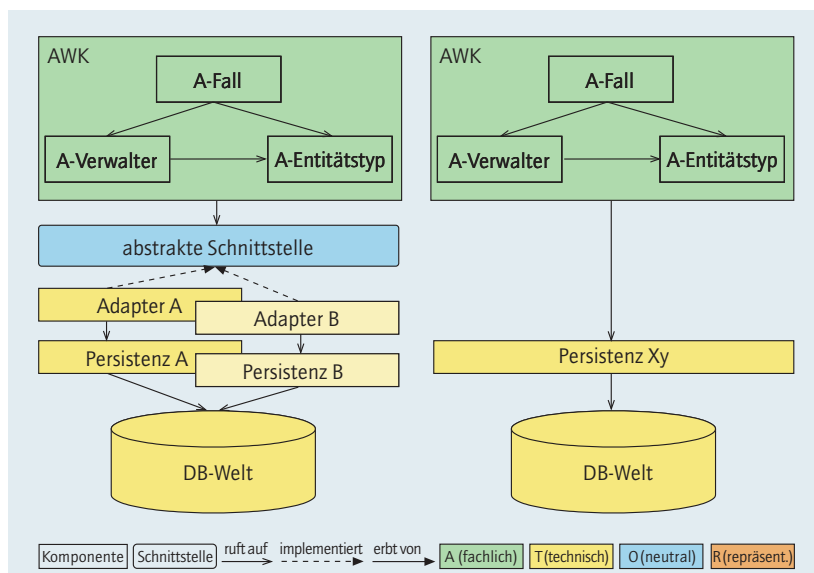 AWK
A-Fall
A-Verwalter
A-Entitätstyp
abstrakte Schnittstelle
Adapter A
Adapter B
Persistenz A
Persistenz B
DB-Welt
AWK
A-Fall
A-Verwalter
A-Entitätstyp
Persistenz Xy
DB-Welt
Komponente Schnittstelle ruft auf implementiert erbt von A (fachlich) T (technisch) O (neutral) R (repräsent.)